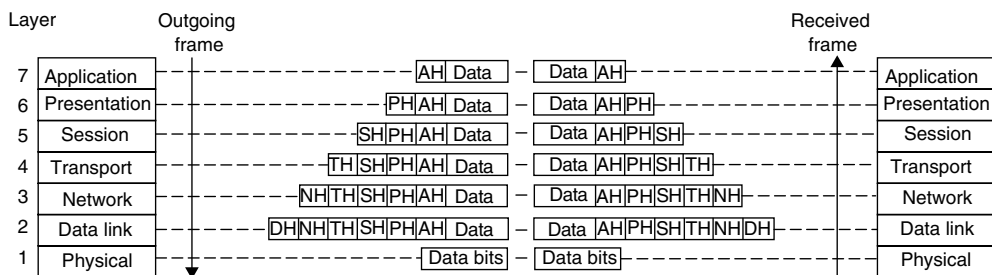 Layer Outgoing frame Received frame
7 Application AH Data Data AH Application
6 Presentation PH AH Data Data AH PH Presentation
5 Session SH PH AH Data Data AH PH SH Session
4 Transport TH SH PH AH Data Data AH PH SH TH Transport
3 Network NH TH SH PH AH Data Data AH PH SH TH NH Network
2 Data link DH NH TH SH PH AH Data Data AH PH SH TH NH DH Data link
1 Physical Data bits Data bits Physical